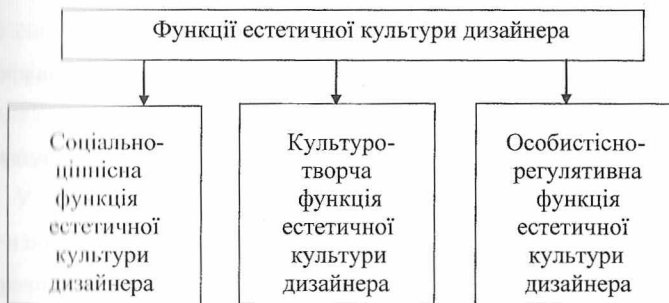 Функції естетичної культури дизайнера
Соціально-
ціннісна
функція
естетичної
культури
дизайнера
Культуро-
творча
функція
естетичної
культури
дизайнера
Особистісно-
регулятивна
функція
естетичної
культури
дизайнера